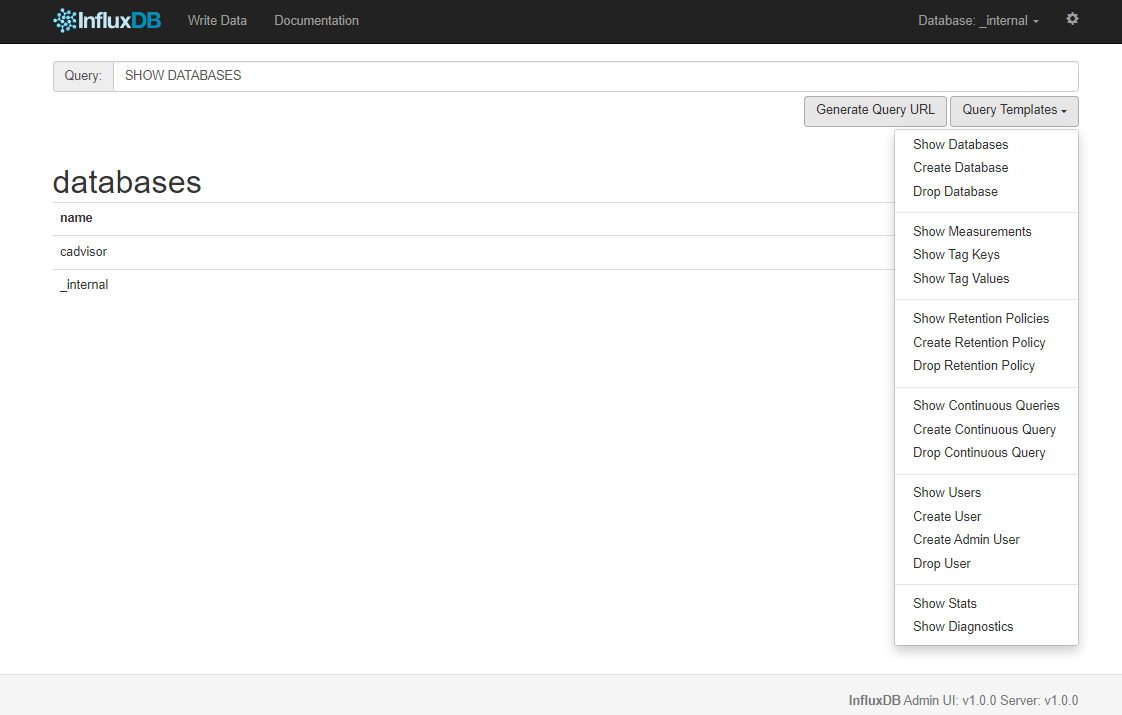 InfluxDB Write Data Documentation Database: _internal
Query: SHOW DATABASES
Generate Query URL Query Templates
databases
name
cadvisor
_internal
Show Databases
Create Database
Drop Database
Show Measurements
Show Tag Keys
Show Tag Values
Show Retention Policies
Create Retention Policy
Drop Retention Policy
Show Continuous Queries
Create Continuous Query
Drop Continuous Query
Show Users
Create User
Create Admin User
Drop User
Show Stats
Show Diagnostics
InfluxDB Admin UI: v1.0.0 Server: v1.0.0